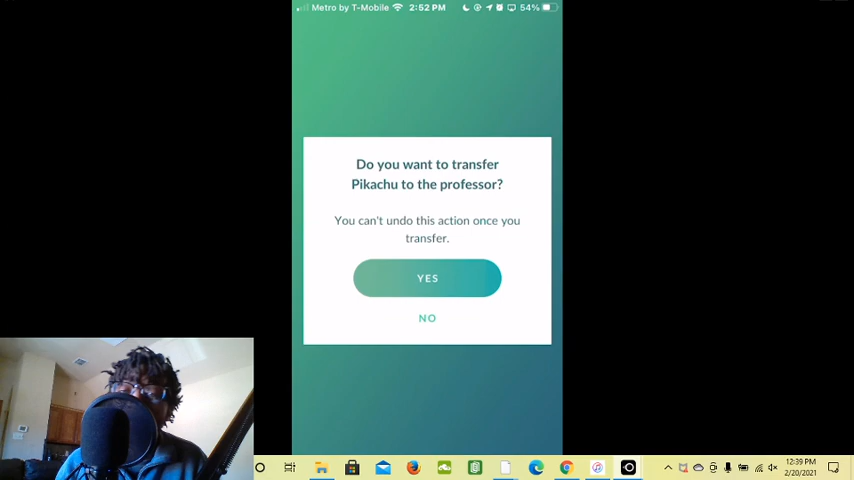 Metro by T-Mobile 2:52 PM 54%
Do you want to transfer
Pikachu to the professor?
You can't undo this action once you
transfer.
YES
NO
12:39 PM
2/20/2021